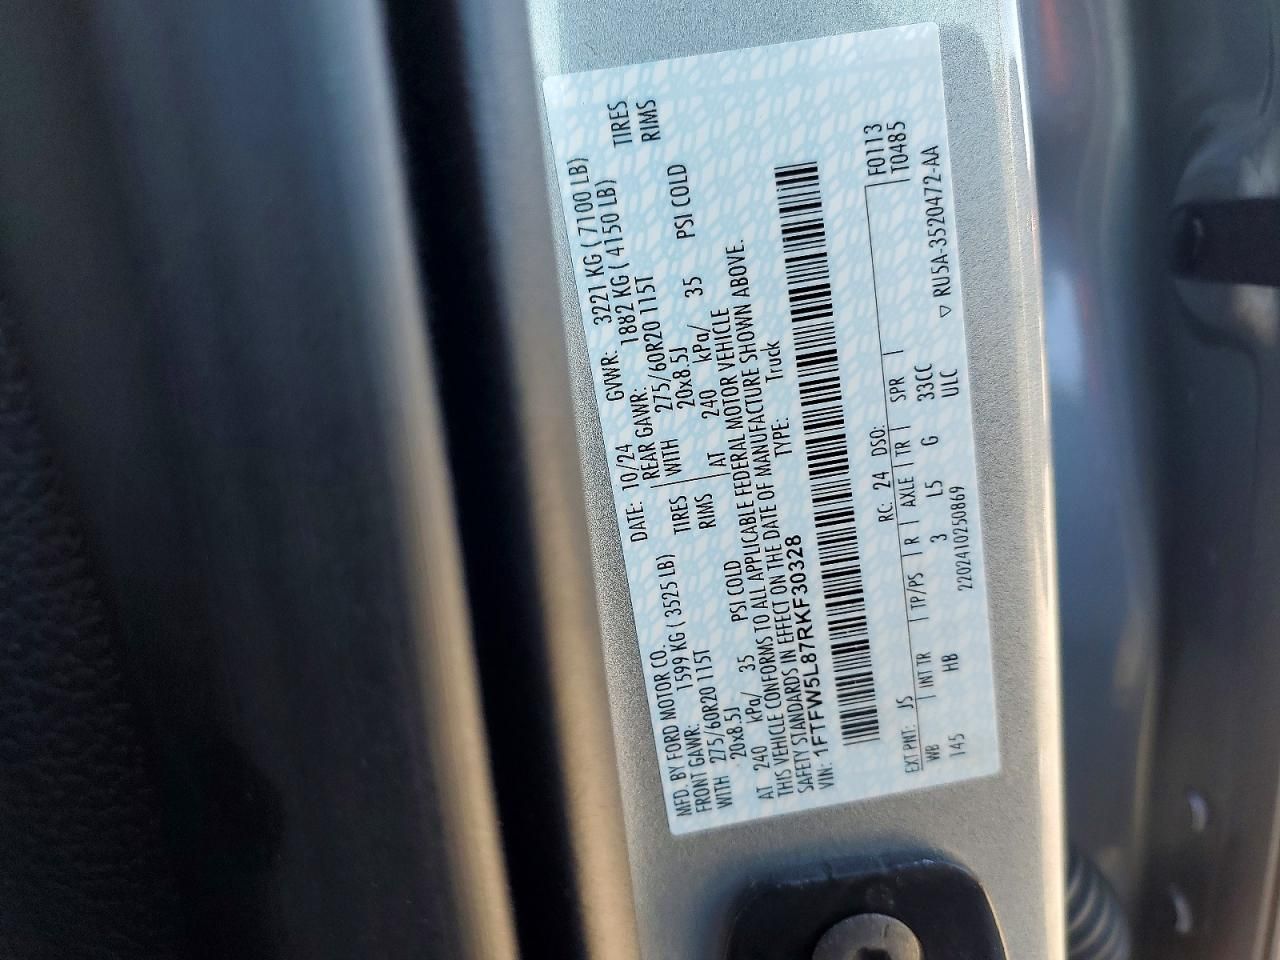 MFD. BY FORD MOTOR CO. DATE: 10/24 GVWR: 3221 KG ( 7100 LB)
FRONT GAWR: 1599 KG ( 3525 LB) REAR GAWR: 1882 KG ( 4150 LB)
WITH 275/60R20 115T TIRES WITH 275/60R20 115T TIRES
20x8.5J RIMS 20x8.5J RIMS
AT 240 kPa/ 35 PSI COLD AT 240 kPa/ 35 PSI COLD
THIS VEHICLE CONFORMS TO ALL APPLICABLE FEDERAL MOTOR VEHICLE
SAFETY STANDARDS IN EFFECT ON THE DATE OF MANUFACTURE SHOWN ABOVE.
VIN: 1FTFW5L87RKF30328 TYPE: Truck
F0113
EXT PNT: JS RC: 24 DSO: T0485
WB INT TR TP/PS R AXLE TR SPR
145 HB 3 L5 G 33CC
2202410250869 ULC ▽ RU5A-3520472-AA